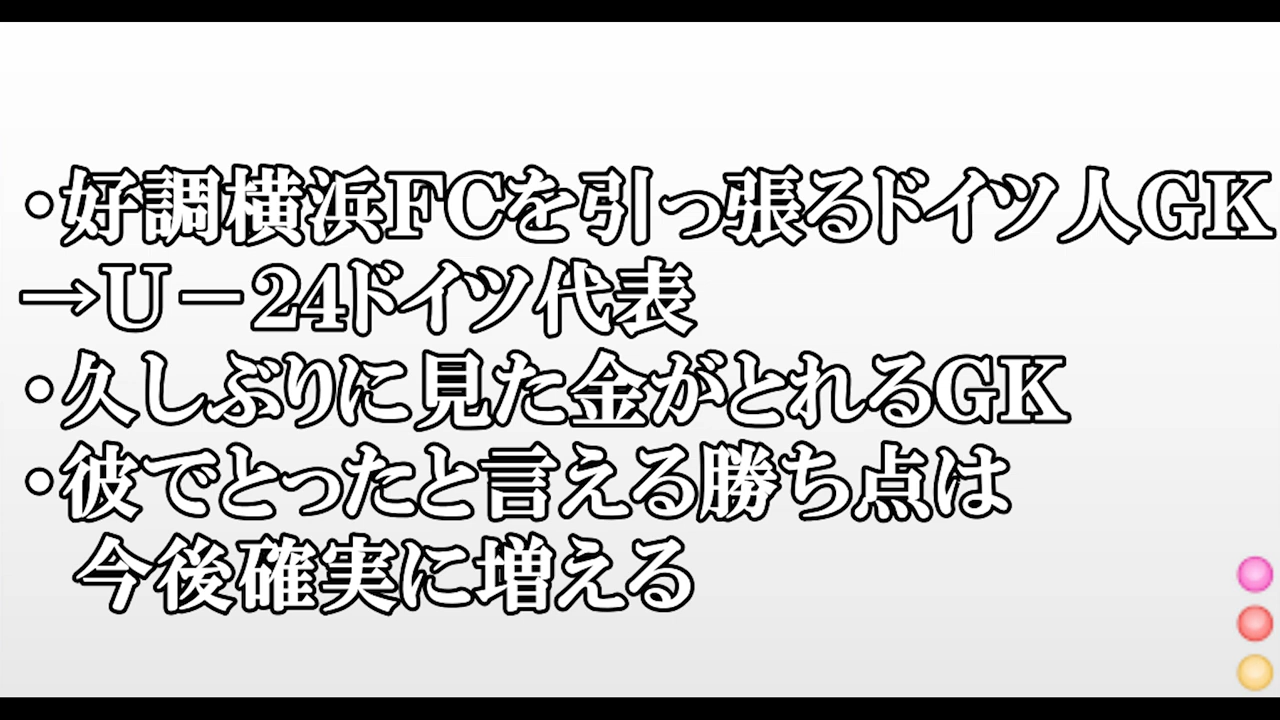 ・好調横浜FCを引っ張るドイツ人GK
→U－24ドイツ代表
・久しぶりに見た金がとれるGK
・彼でとったと言える勝ち点は
今後確実に増える